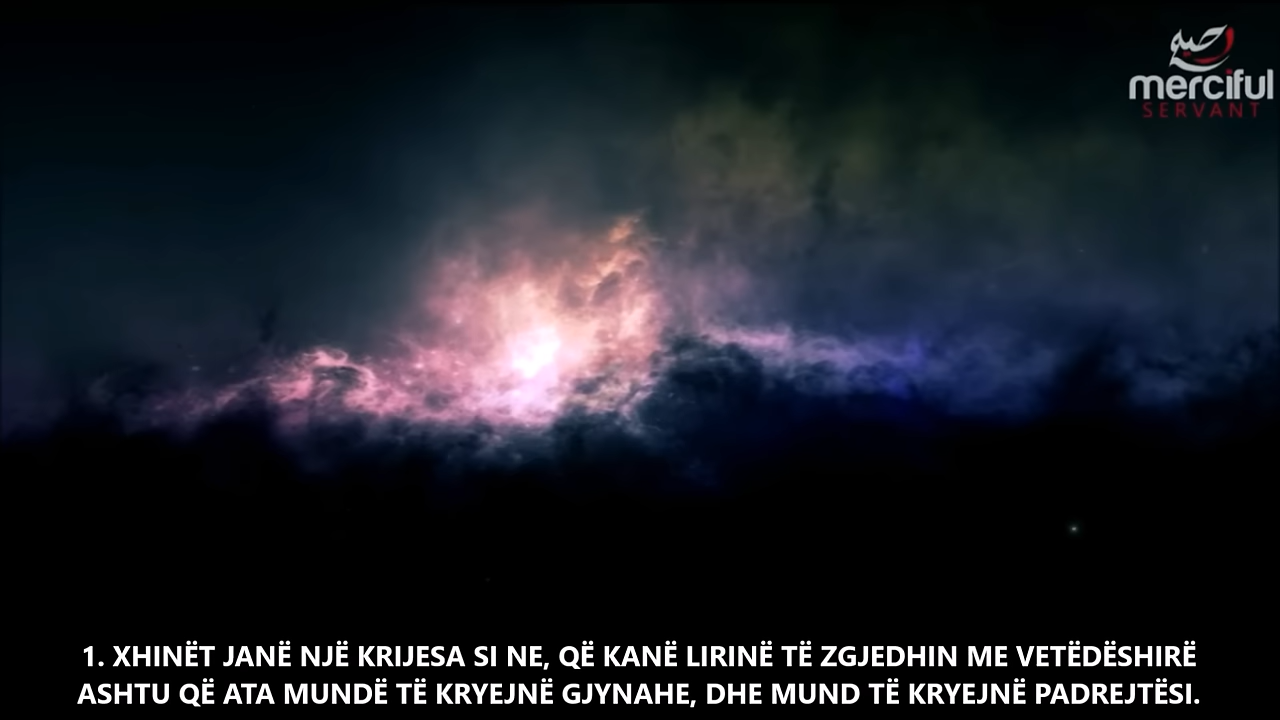 merciful
SERVANT
1. XHINËT JANË NJË KRIJESA SI NE, QË KANË LIRINË TË ZGJEDHIN ME VETËDËSHIRË
ASHTU QË ATA MUNDË TË KRYEJNË GJYNAHE, DHE MUND TË KRYEJNË PADREJTËSI.